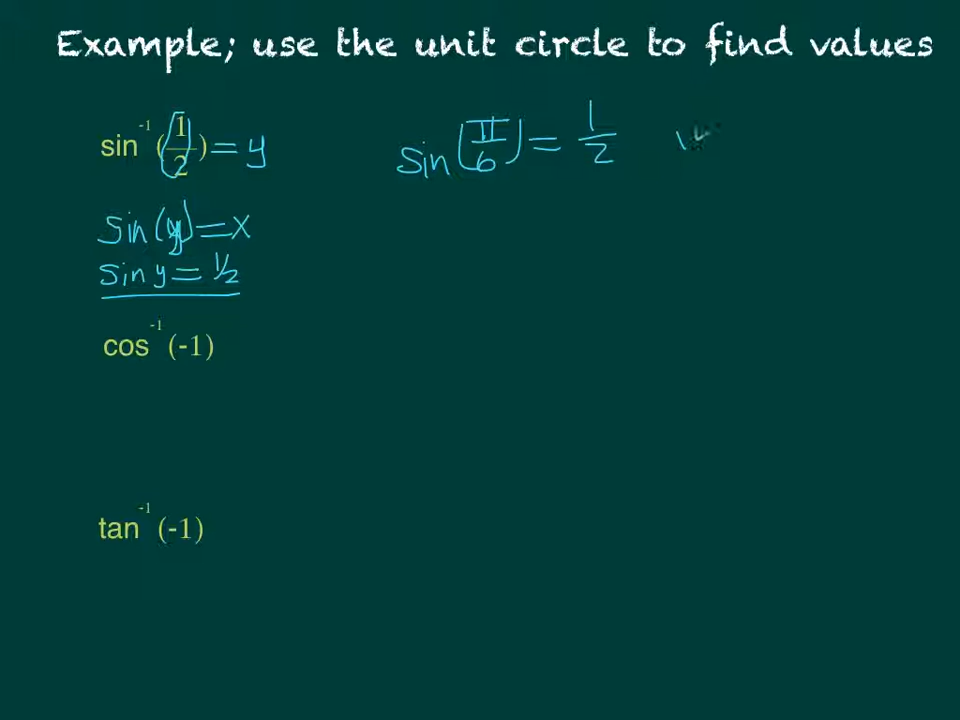 Example; use the unit circle to find values
sin⁻¹(1/2) = y
sin(π/6) = 1/2
sin(y) = x
sin y = 1/2
cos⁻¹(-1)
tan⁻¹(-1)